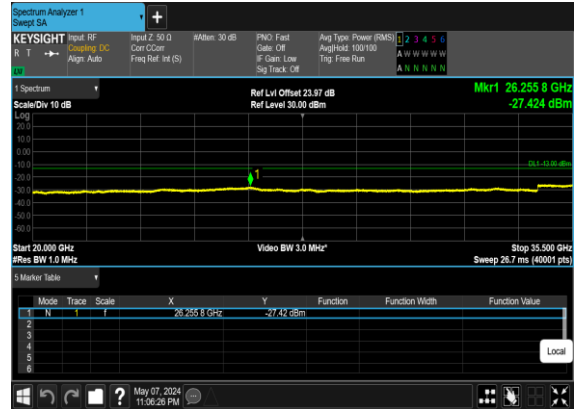 Spectrum Analyzer 1
Swept SA
KEYSIGHT Input: RF Input Z: 50 Ω #Atten: 30 dB PNO: Fast Avg Type: Power (RMS) 1 2 3 4 5 6
R T Coupling: DC Corr CCorr Gate: Off Avg|Hold: 100/100 A W W W W W
Align: Auto Freq Ref: Int (S) IF Gain: Low Trig: Free Run
LM Sig Track: Off A N N N N N
1 Spectrum Ref Lvl Offset 23.97 dB Mkr1 26.255 8 GHz
Scale/Div 10 dB Ref Level 30.00 dBm -27.424 dBm
Log
20.0
10.0
0.00
-10.0
DL1 -13.00 dBm
1
-20.0
-30.0
-40.0
-50.0
-60.0
Start 20.000 GHz Video BW 3.0 MHz* Stop 35.500 GHz
#Res BW 1.0 MHz Sweep 26.7 ms (40001 pts)
5 Marker Table
Mode Trace Scale X Y Function Function Width Function Value
1 N 1 f 26.255 8 GHz -27.42 dBm
2
3
4
5
6
Local
? May 07, 2024
11:06:26 PM